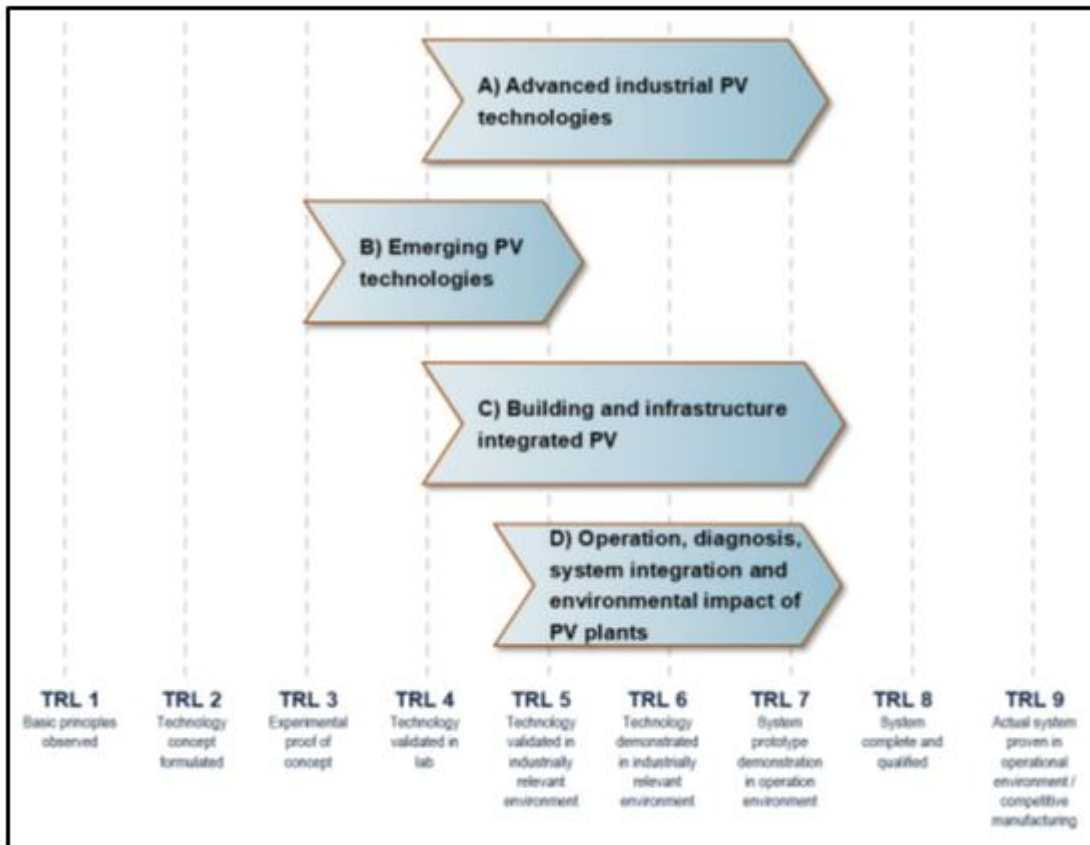 A) Advanced industrial PV
technologies
B) Emerging PV
technologies
C) Building and infrastructure
integrated PV
D) Operation, diagnosis,
system integration and
environmental impact of
PV plants
TRL 1
Basic principles
observed
TRL 2
Technology
concept
formulated
TRL 3
Experimental
proof of
concept
TRL 4
Technology
validated in
lab
TRL 5
Technology
validated in
industrially
relevant
environment
TRL 6
Technology
demonstrated
in industrially
relevant
environment
TRL 7
System
prototype
demonstration
in operation
environment
TRL 8
System
complete and
qualified
TRL 9
Actual system
proven in
operational
environment /
competitive
manufacturing